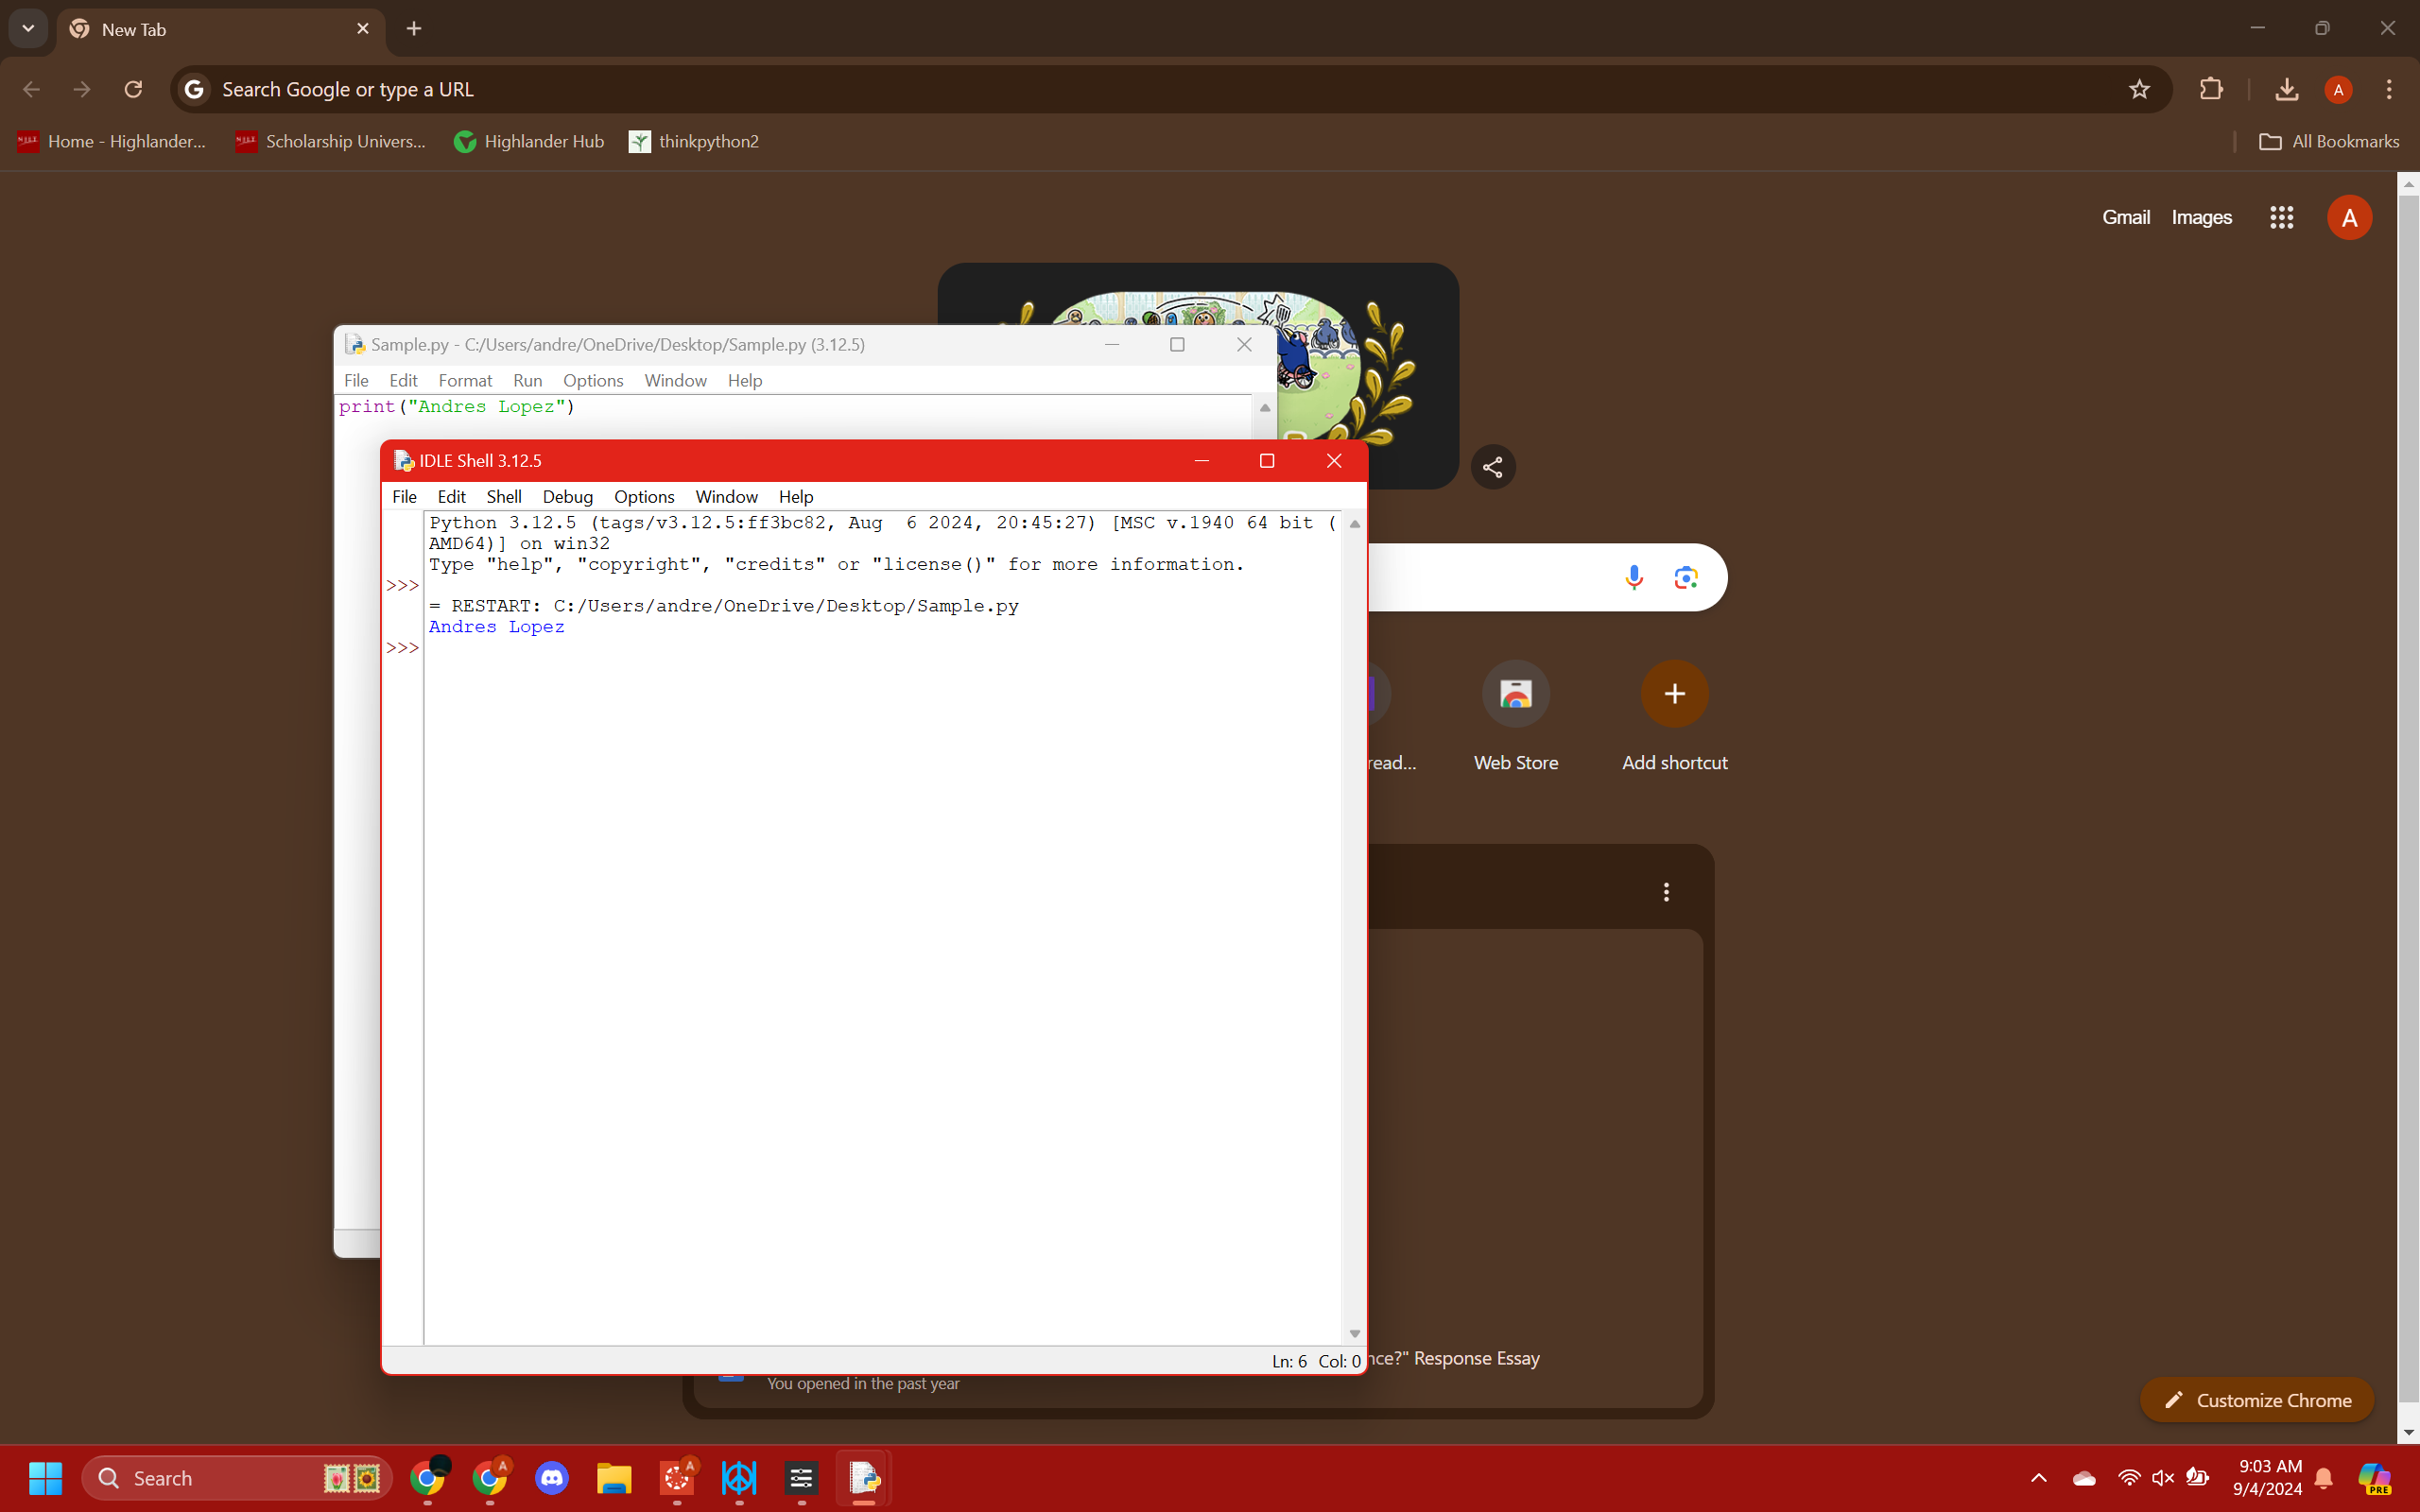 New Tab
Search Google or type a URL
Home - Highlander...
Scholarship Univers...
Highlander Hub
thinkpython2
All Bookmarks
Gmail
Images
A
A
Sample.py - C:/Users/andre/OneDrive/Desktop/Sample.py (3.12.5)
File Edit Format Run Options Window Help
print("Andres Lopez")
IDLE Shell 3.12.5
File Edit Shell Debug Options Window Help
Python 3.12.5 (tags/v3.12.5:ff3bc82, Aug  6 2024, 20:45:27) [MSC v.1940 64 bit (
AMD64)] on win32
Type "help", "copyright", "credits" or "license()" for more information.
>>>
= RESTART: C:/Users/andre/OneDrive/Desktop/Sample.py
Andres Lopez
>>>
read...
Web Store
Add shortcut
Ln: 6 Col: 0
nce?" Response Essay
You opened in the past year
Customize Chrome
Search
A
A
9:03 AM
9/4/2024
PRE